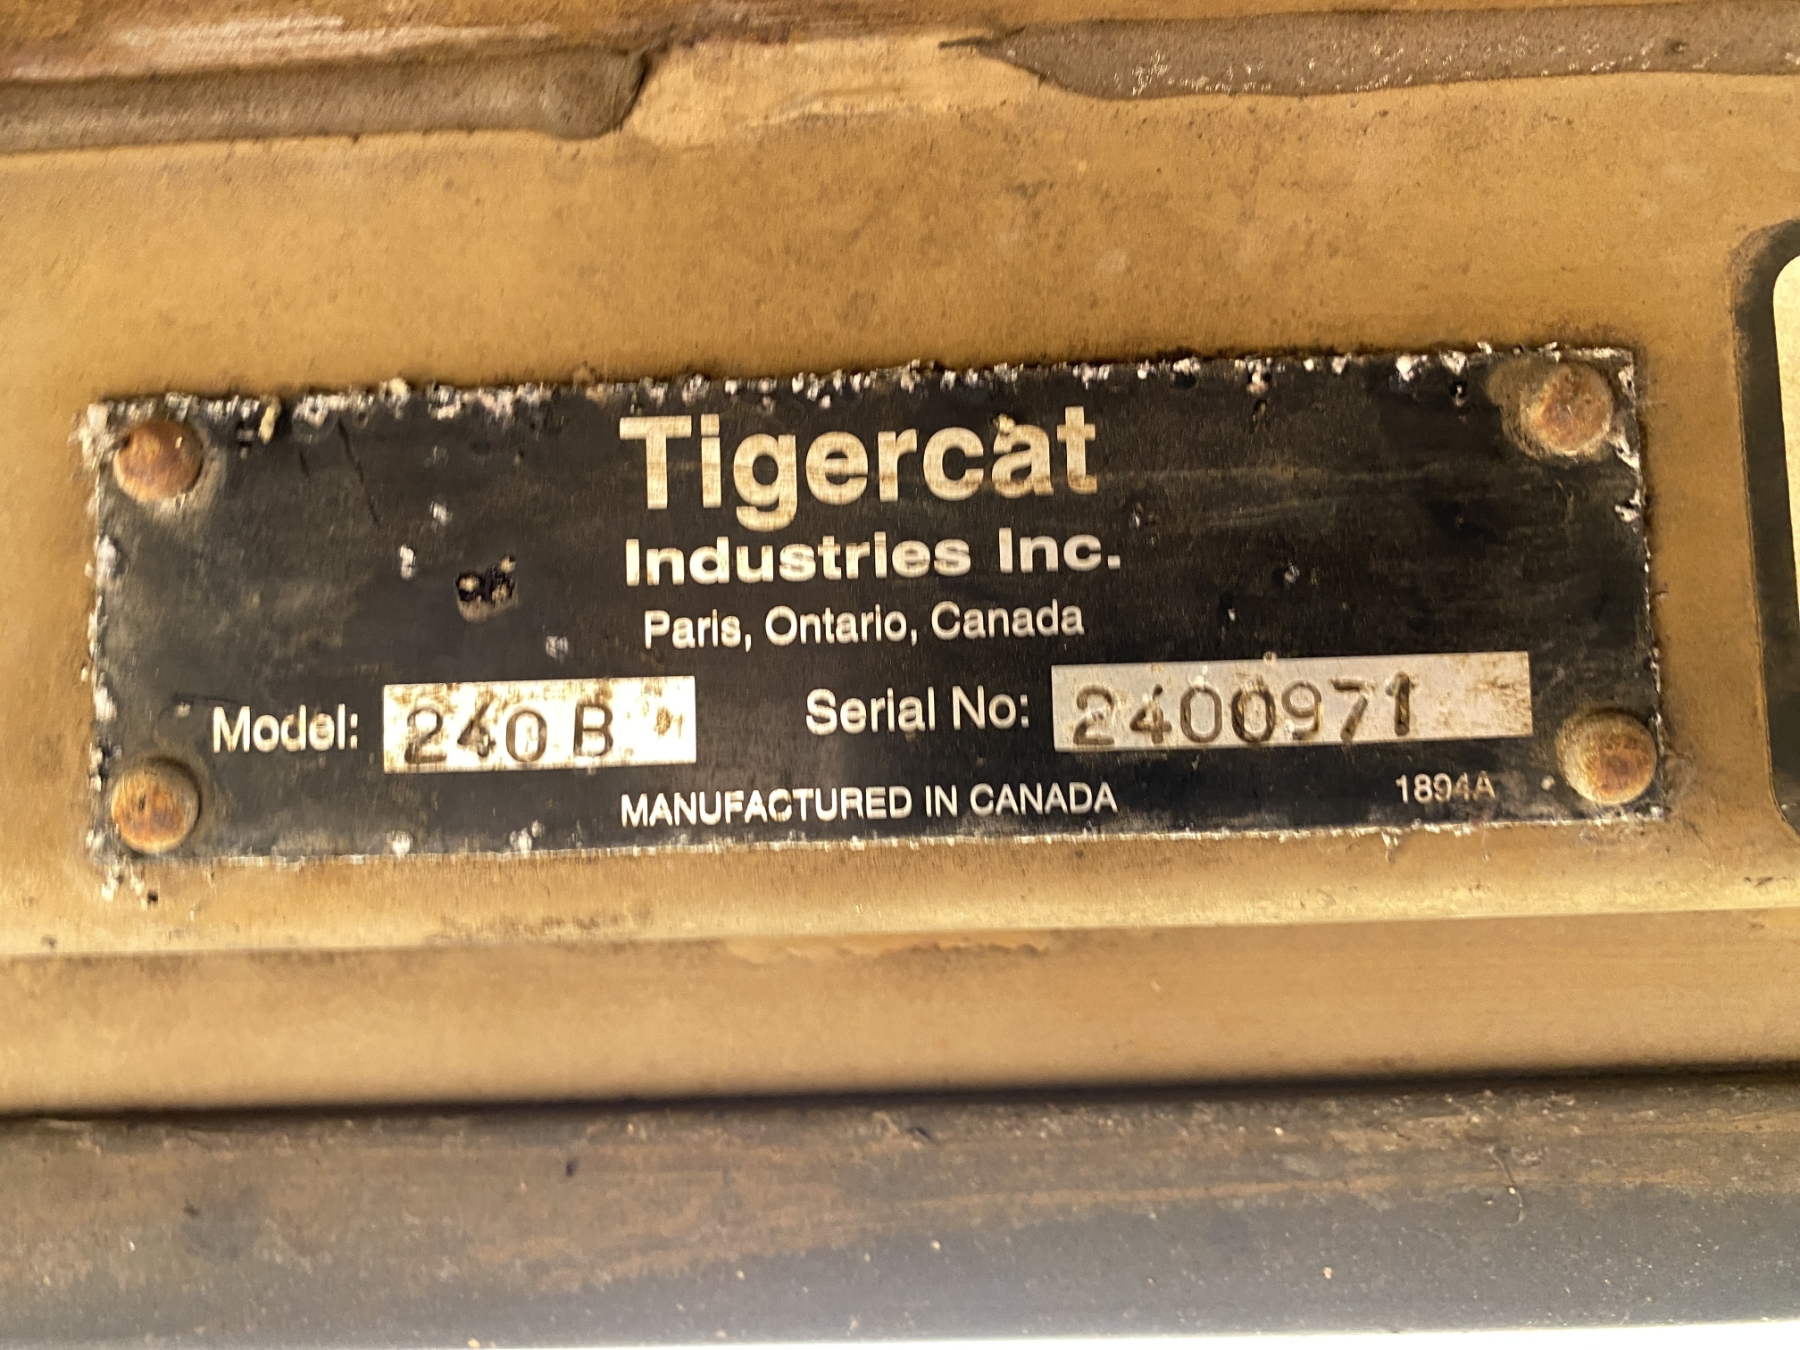 Tigercat
Industries Inc.
Paris, Ontario, Canada
Model: 240 B Serial No: 2400971
MANUFACTURED IN CANADA 1894A